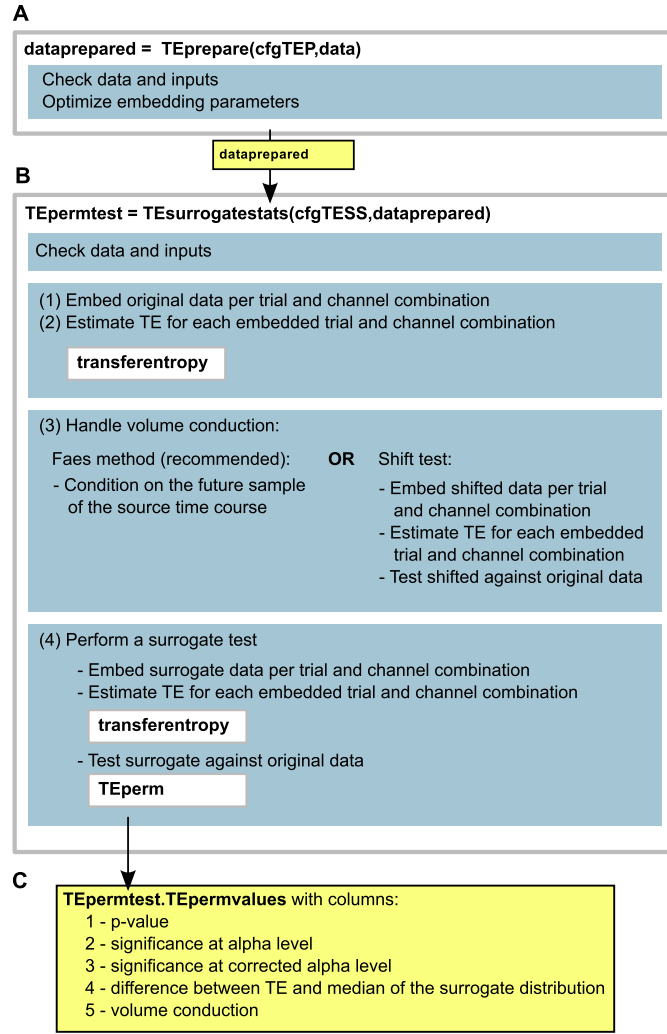 A
dataprepared = TEprepare(cfgTEP,data)
Check data and inputs
Optimize embedding parameters
dataprepared
B
TEpermtest = TEsurrogatestats(cfgTESS,dataprepared)
Check data and inputs
(1) Embed original data per trial and channel combination
(2) Estimate TE for each embedded trial and channel combination
transferentropy
(3) Handle volume conduction:
Faes method (recommended):
- Condition on the future sample
of the source time course
OR
Shift test:
- Embed shifted data per trial
and channel combination
- Estimate TE for each embedded
trial and channel combination
- Test shifted against original data
(4) Perform a surrogate test
- Embed surrogate data per trial and channel combination
- Estimate TE for each embedded trial and channel combination
transferentropy
- Test surrogate against original data
TEperm
C
TEpermtest.TEpermvalues with columns:
1 - p-value
2 - significance at alpha level
3 - significance at corrected alpha level
4 - difference between TE and median of the surrogate distribution
5 - volume conduction